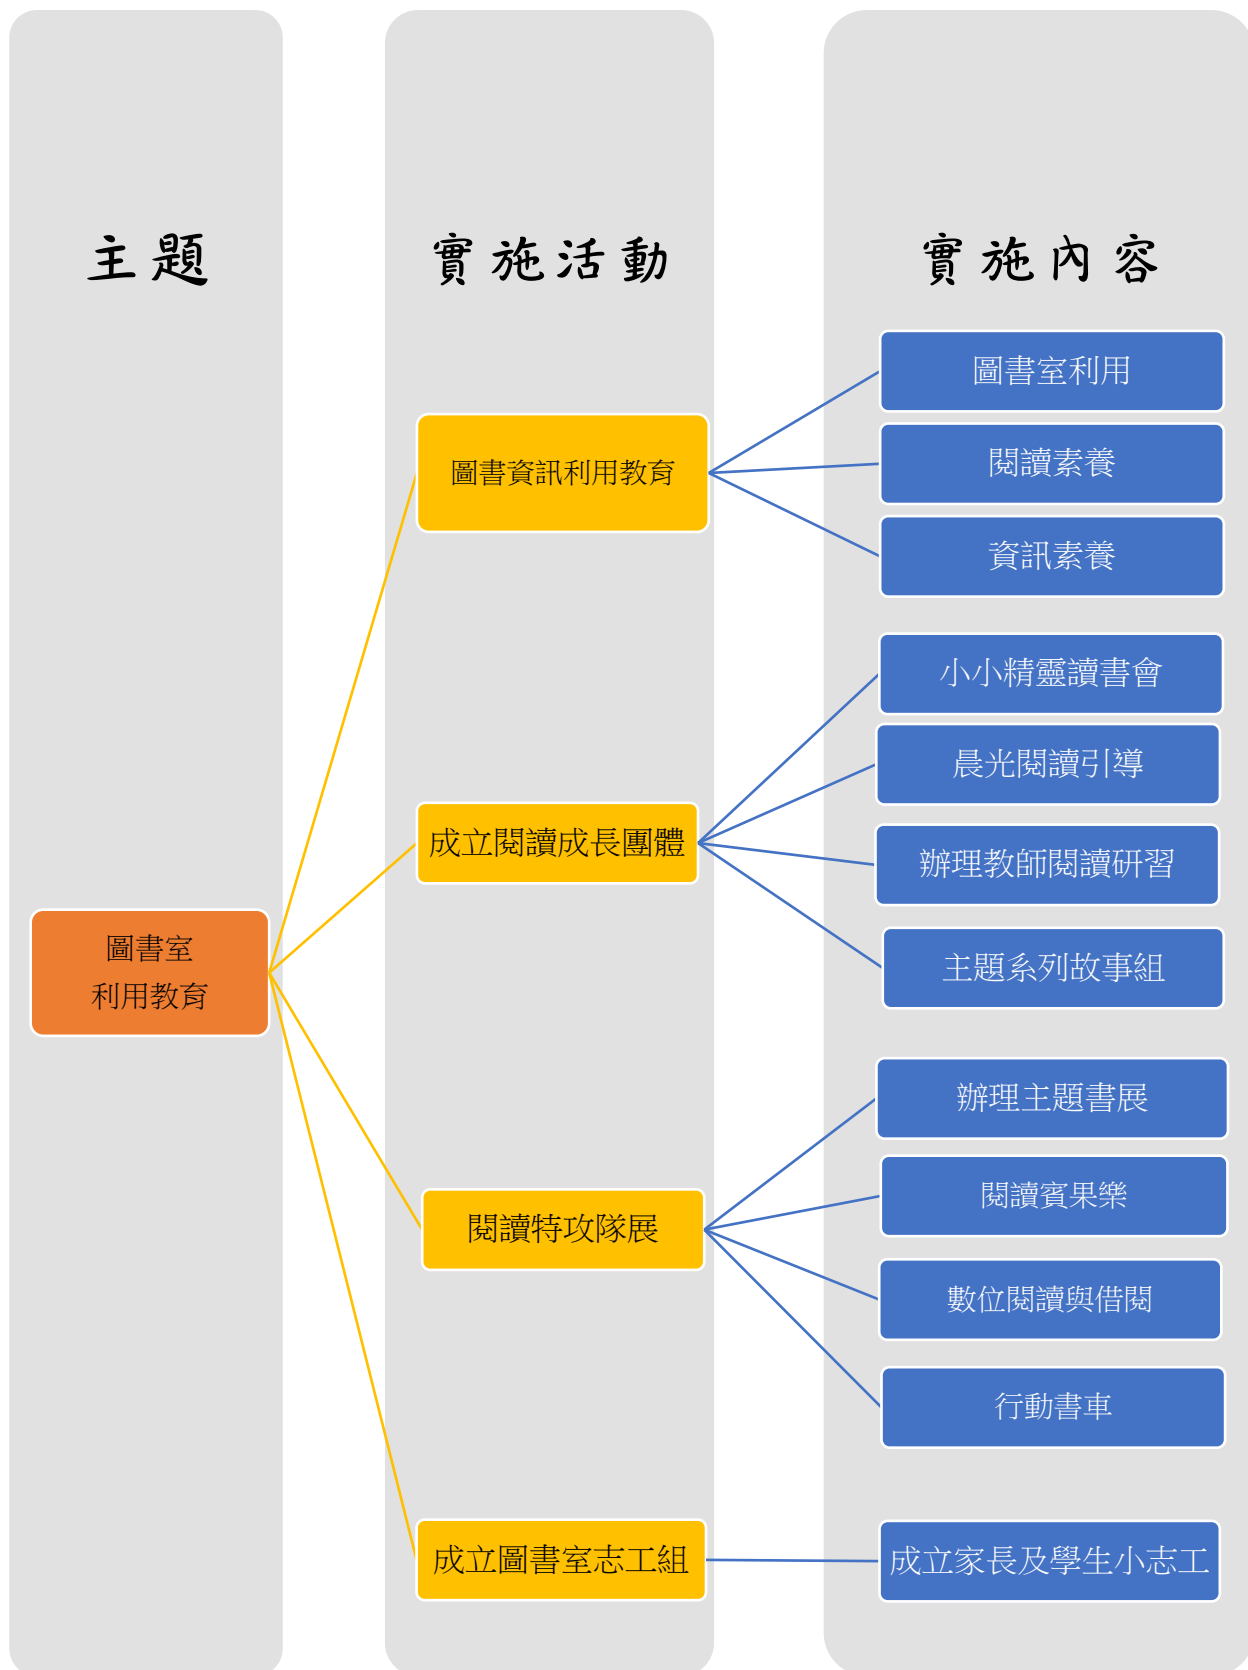 主題
實施活動
實施內容
圖書室
利用教育
圖書資訊利用教育
圖書室利用
閱讀素養
資訊素養
成立閱讀成長團體
小小精靈讀書會
晨光閱讀引導
辦理教師閱讀研習
主題系列故事組
閱讀特攻隊展
辦理主題書展
閱讀賓果樂
數位閱讀與借閱
行動書車
成立圖書室志工組
成立家長及學生小志工